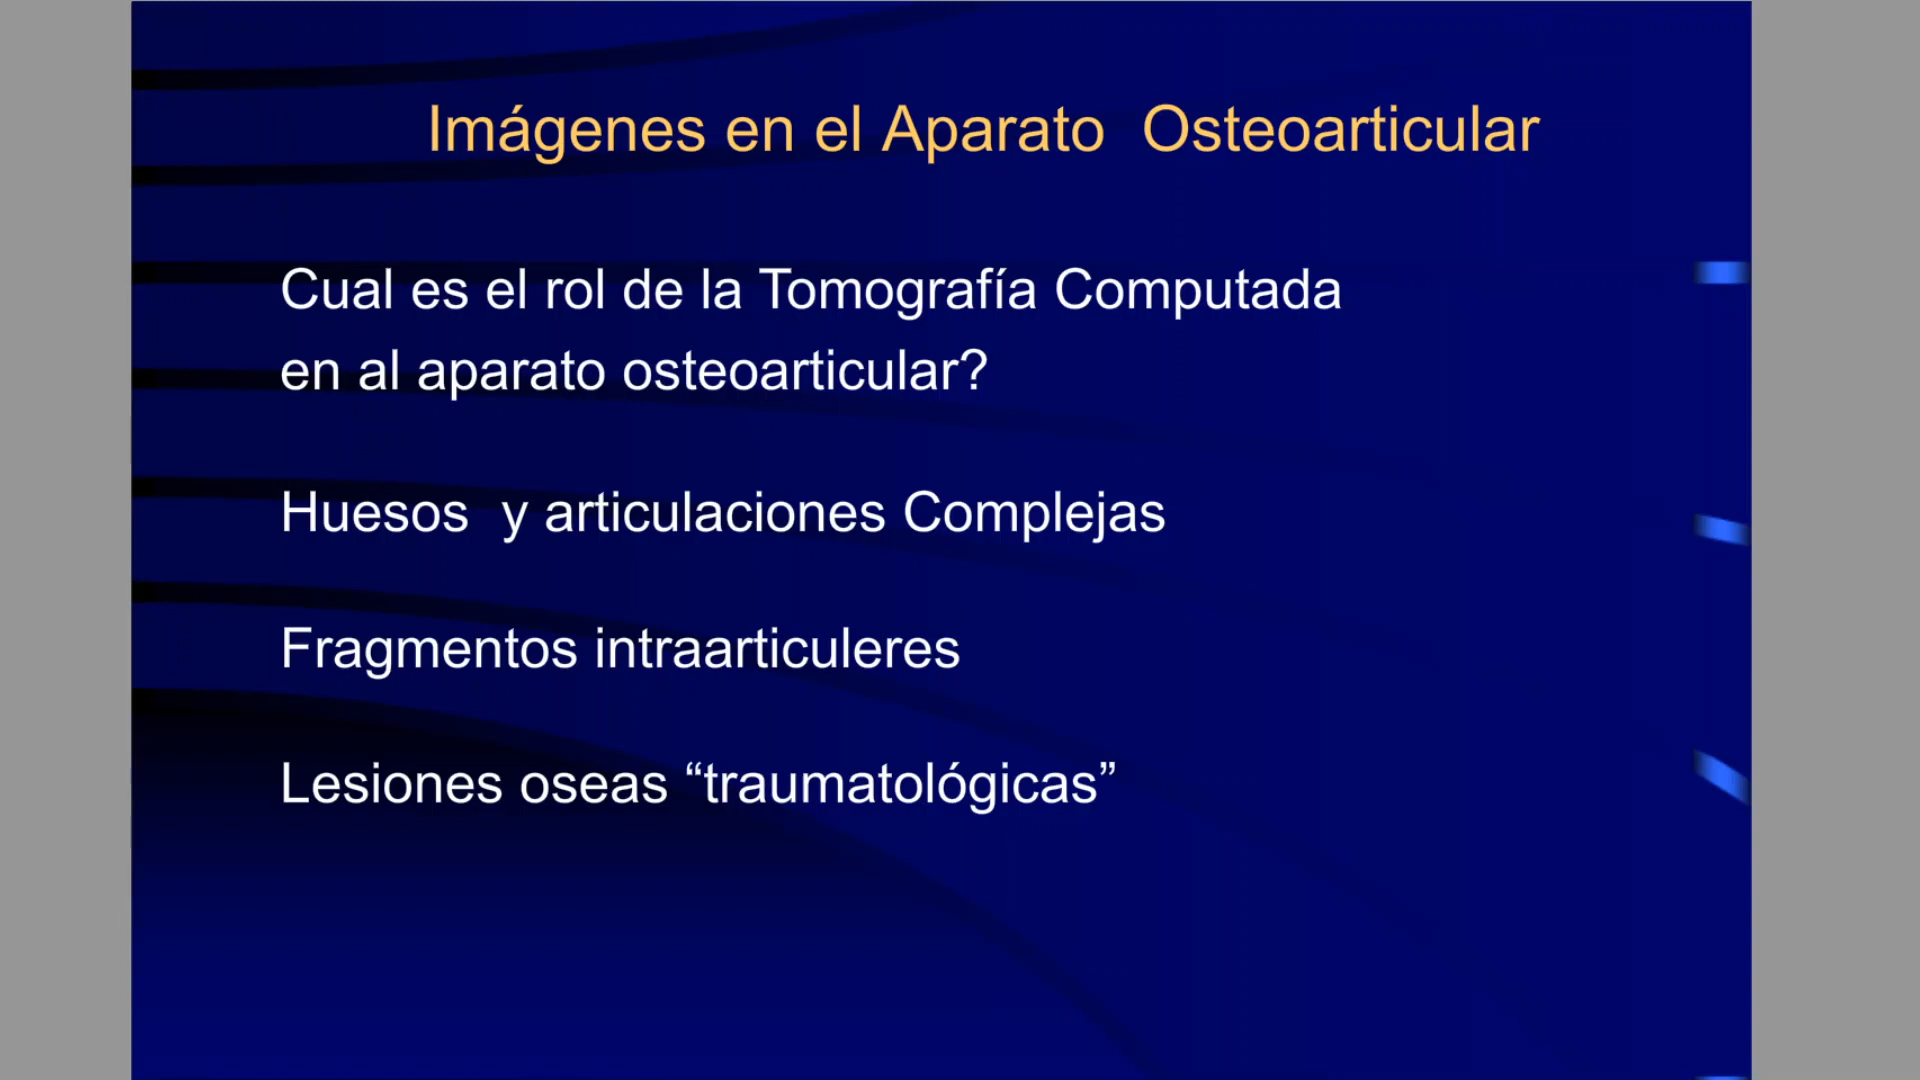 Imágenes en el Aparato  Osteoarticular
Cual es el rol de la Tomografía Computada
en al aparato osteoarticular?
Huesos  y articulaciones Complejas
Fragmentos intraarticuleres
Lesiones oseas “traumatológicas”